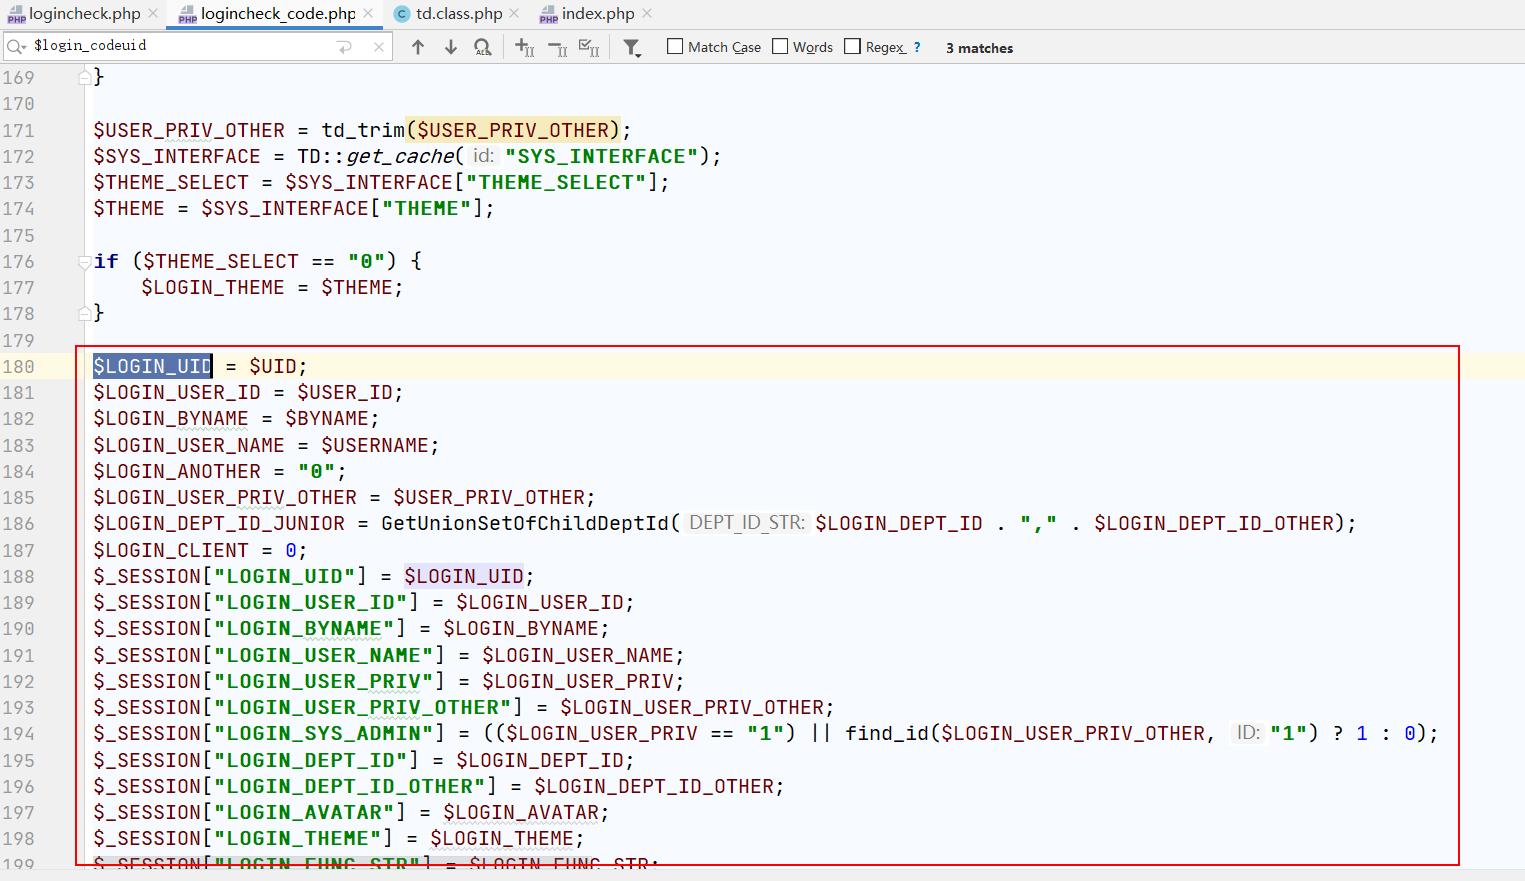 logincheck.php logincheck_code.php td.class.php index.php
$login_codeuid Match Case Words Regex ? 3 matches
169 }
170
171 $USER_PRIV_OTHER = td_trim($USER_PRIV_OTHER);
172 $SYS_INTERFACE = TD::get_cache( id: "SYS_INTERFACE");
173 $THEME_SELECT = $SYS_INTERFACE["THEME_SELECT"];
174 $THEME = $SYS_INTERFACE["THEME"];
175
176 if ($THEME_SELECT == "0") {
177 $LOGIN_THEME = $THEME;
178 }
179
180 $LOGIN_UID = $UID;
181 $LOGIN_USER_ID = $USER_ID;
182 $LOGIN_BYNAME = $BYNAME;
183 $LOGIN_USER_NAME = $USERNAME;
184 $LOGIN_ANOTHER = "0";
185 $LOGIN_USER_PRIV_OTHER = $USER_PRIV_OTHER;
186 $LOGIN_DEPT_ID_JUNIOR = GetUnionSetOfChildDeptId( DEPT_ID_STR: $LOGIN_DEPT_ID . "," . $LOGIN_DEPT_ID_OTHER);
187 $LOGIN_CLIENT = 0;
188 $_SESSION["LOGIN_UID"] = $LOGIN_UID;
189 $_SESSION["LOGIN_USER_ID"] = $LOGIN_USER_ID;
190 $_SESSION["LOGIN_BYNAME"] = $LOGIN_BYNAME;
191 $_SESSION["LOGIN_USER_NAME"] = $LOGIN_USER_NAME;
192 $_SESSION["LOGIN_USER_PRIV"] = $LOGIN_USER_PRIV;
193 $_SESSION["LOGIN_USER_PRIV_OTHER"] = $LOGIN_USER_PRIV_OTHER;
194 $_SESSION["LOGIN_SYS_ADMIN"] = (($LOGIN_USER_PRIV == "1") || find_id($LOGIN_USER_PRIV_OTHER, ID: "1") ? 1 : 0);
195 $_SESSION["LOGIN_DEPT_ID"] = $LOGIN_DEPT_ID;
196 $_SESSION["LOGIN_DEPT_ID_OTHER"] = $LOGIN_DEPT_ID_OTHER;
197 $_SESSION["LOGIN_AVATAR"] = $LOGIN_AVATAR;
198 $_SESSION["LOGIN_THEME"] = $LOGIN_THEME;
199 $_SESSION["LOGIN_FUNC_STR"] = $LOGIN_FUNC_STR;